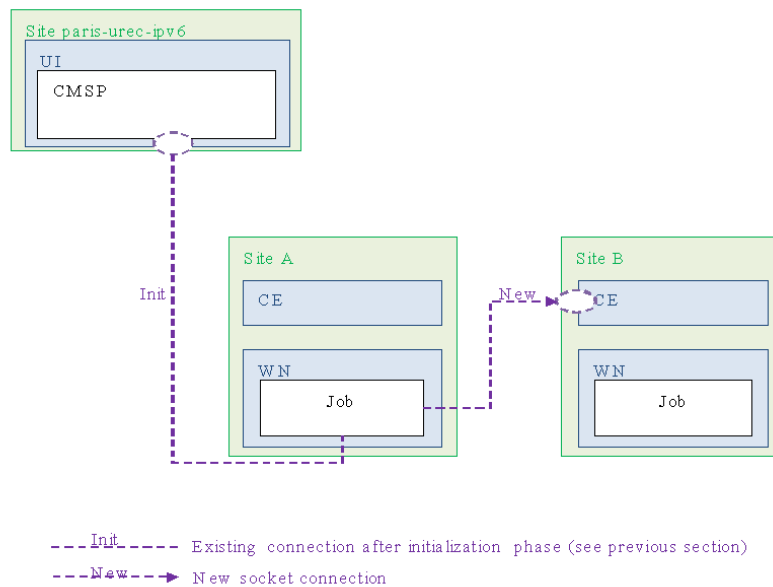 Site paris-urec-ipv6
UI
CMSP
Init
Site A
CE
WN
Job
New
Site B
CE
WN
Job
Init
Existing connection after initialization phase (see previous section)
New
New socket connection